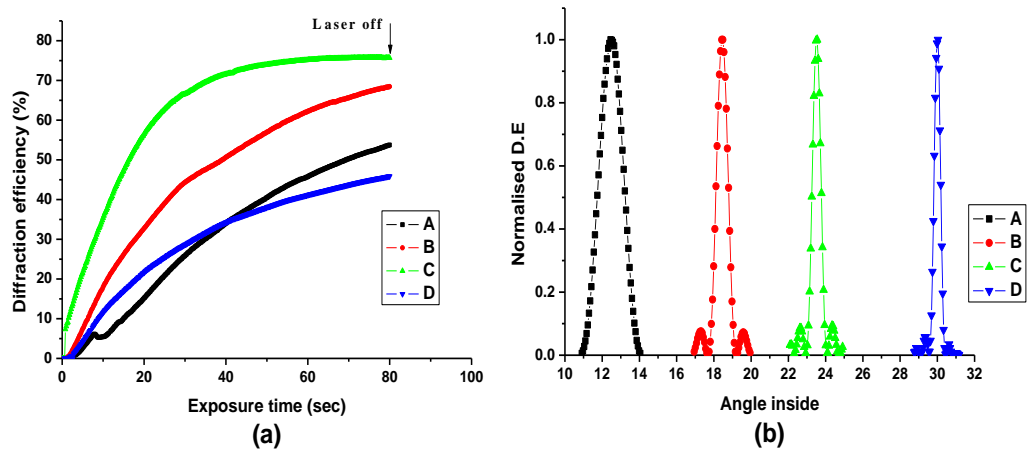 Laser off
Diffraction efficiency (%)
80
70
60
50
40
30
20
10
0
A
B
C
D
0 20 40 60 80 100
Exposure time (sec)
(a)
Normalised D.E
1.0
0.8
0.6
0.4
0.2
0.0
A
B
C
D
10 12 14 16 18 20 22 24 26 28 30 32
Angle inside
(b)